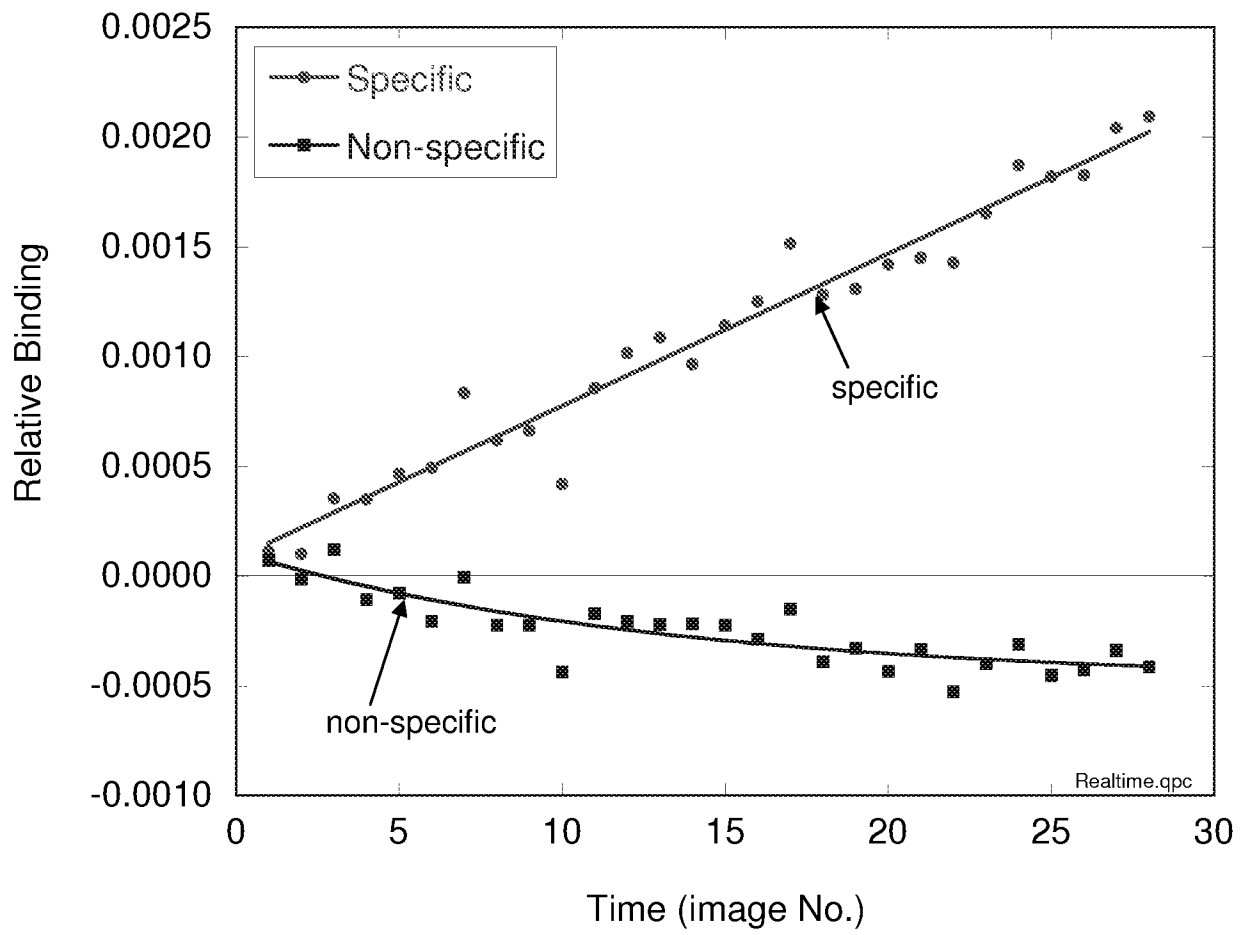 0.0025
Specific
0.0020
Non-specific
0.0015
Relative Binding
0.0010
specific
0.0005
0.0000
-0.0005
non-specific
Realtime.qpc
-0.0010
0 5 10 15 20 25 30
Time (image No.)